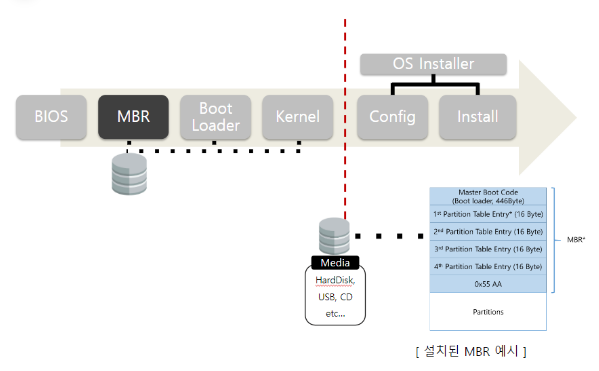 OS Installer
BIOS
MBR
Boot
Loader
Kernel
Config
Install
Master Boot Code
(Boot loader, 446Byte)
1st Partition Table Entry* (16 Byte)
2nd Partition Table Entry (16 Byte)
3rd Partition Table Entry (16 Byte)
4th Partition Table Entry (16 Byte)
0x55 AA
Partitions
MBR*
Media
HardDisk,
USB, CD
etc...
[ 설치된 MBR 예시 ]